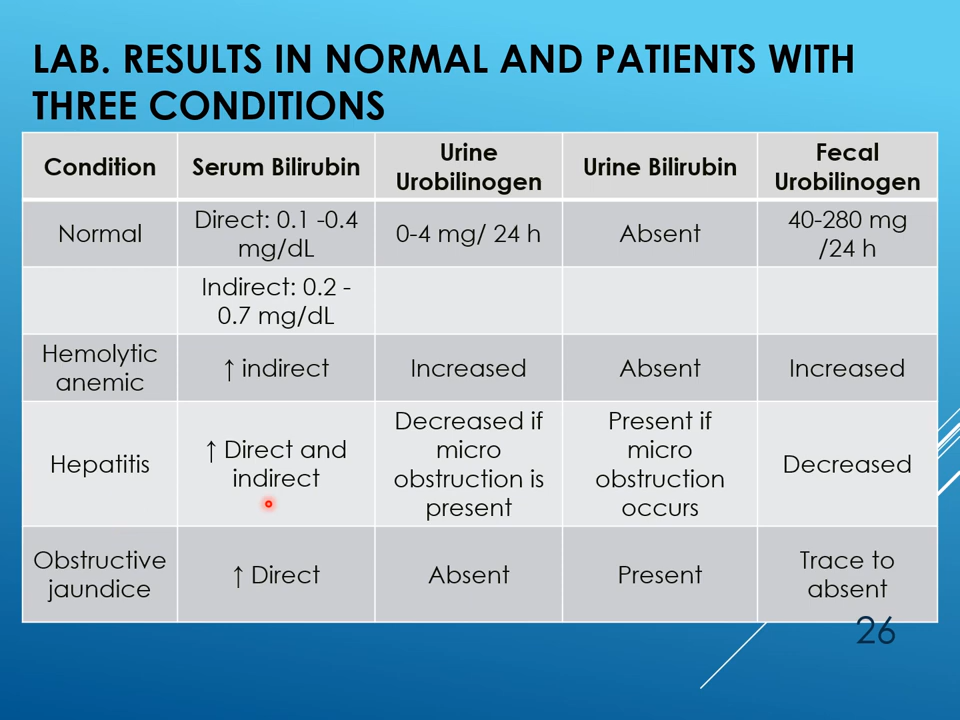 LAB. RESULTS IN NORMAL AND PATIENTS WITH
THREE CONDITIONS
Condition
Serum Bilirubin
Urine
Urobilinogen
Urine Bilirubin
Fecal
Urobilinogen
Normal
Direct: 0.1 -0.4
mg/dL
0-4 mg/ 24 h
Absent
40-280 mg
/24 h
Indirect: 0.2 -
0.7 mg/dL
Hemolytic
anemic
↑ indirect
Increased
Absent
Increased
Hepatitis
↑ Direct and
indirect
Decreased if
micro
obstruction is
present
Present if
micro
obstruction
occurs
Decreased
Obstructive
jaundice
↑ Direct
Absent
Present
Trace to
absent
26